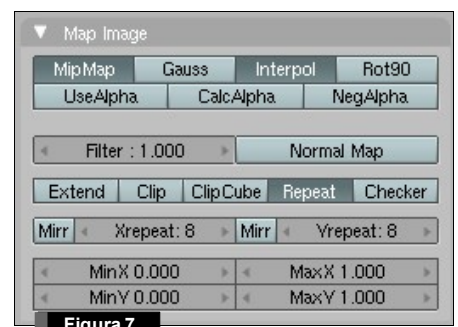 Map Image
MipMap Gauss Interpol Rot90
UseAlpha CalcAlpha NegAlpha
Filter : 1.000 Normal Map
Extend Clip ClipCube Repeat Checker
Mirr Xrepeat: 8 Mirr Yrepeat: 8
MinX 0.000 MaxX 1.000
MinY 0.000 MaxY 1.000
Figura 7